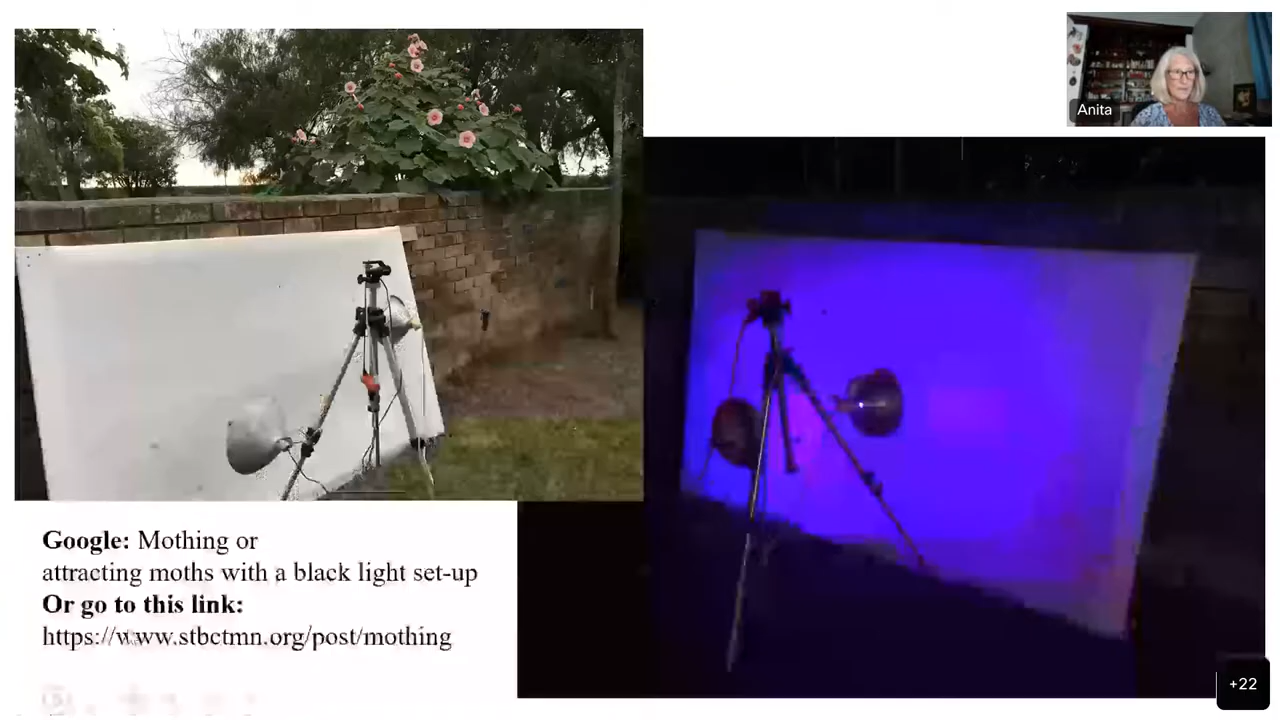 Anita
Google: Mothing or
attracting moths with a black light set-up
Or go to this link:
https://www.stbctmn.org/post/mothing
+22